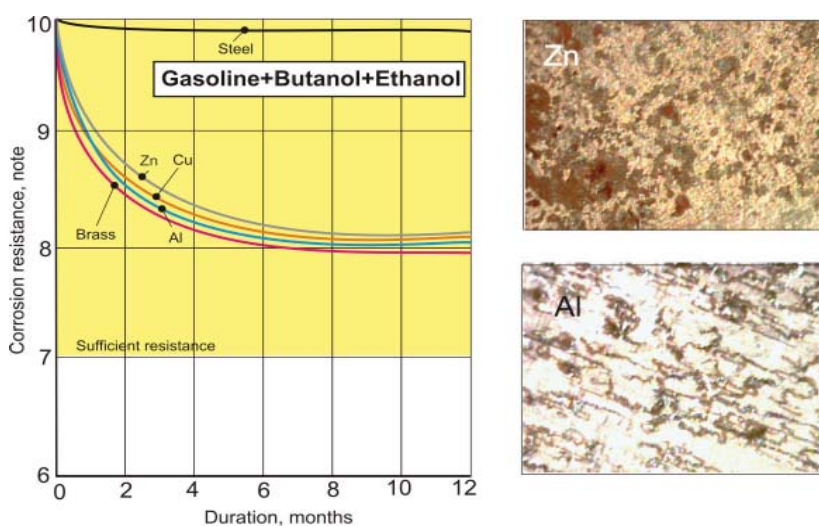 10
Steel
Gasoline+Butanol+Ethanol
9
Zn
Cu
Brass
Al
8
Corrosion resistance, note
Sufficient resistance
7
6
0 2 4 6 8 10 12
Duration, months
Zn
Al